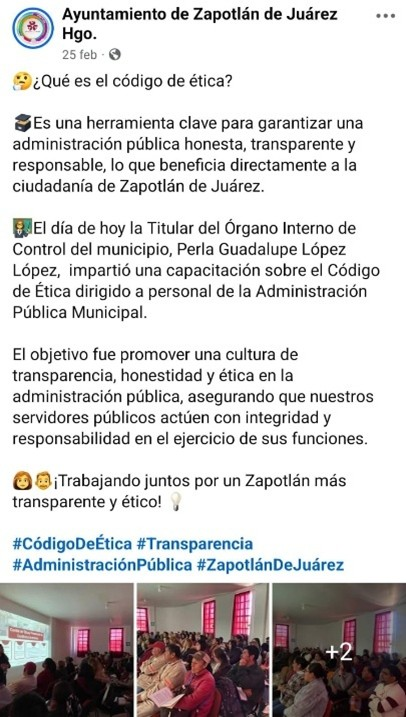 Ayuntamiento de Zapotlán de Juárez
Hgo.
25 feb ·
🤔¿Qué es el código de ética?
🎓Es una herramienta clave para garantizar una
administración pública honesta, transparente y
responsable, lo que beneficia directamente a la
ciudadanía de Zapotlán de Juárez.
👩‍🏫El día de hoy la Titular del Órgano Interno de
Control del municipio, Perla Guadalupe López
López,  impartió una capacitación sobre el Código
de Ética dirigido a personal de la Administración
Pública Municipal.
El objetivo fue promover una cultura de
transparencia, honestidad y ética en la
administración pública, asegurando que nuestros
servidores públicos actúen con integridad y
responsabilidad en el ejercicio de sus funciones.
👩👨¡Trabajando juntos por un Zapotlán más
transparente y ético! 💡
#CódigoDeÉtica #Transparencia
#AdministraciónPública #ZapotlánDeJuárez
+2